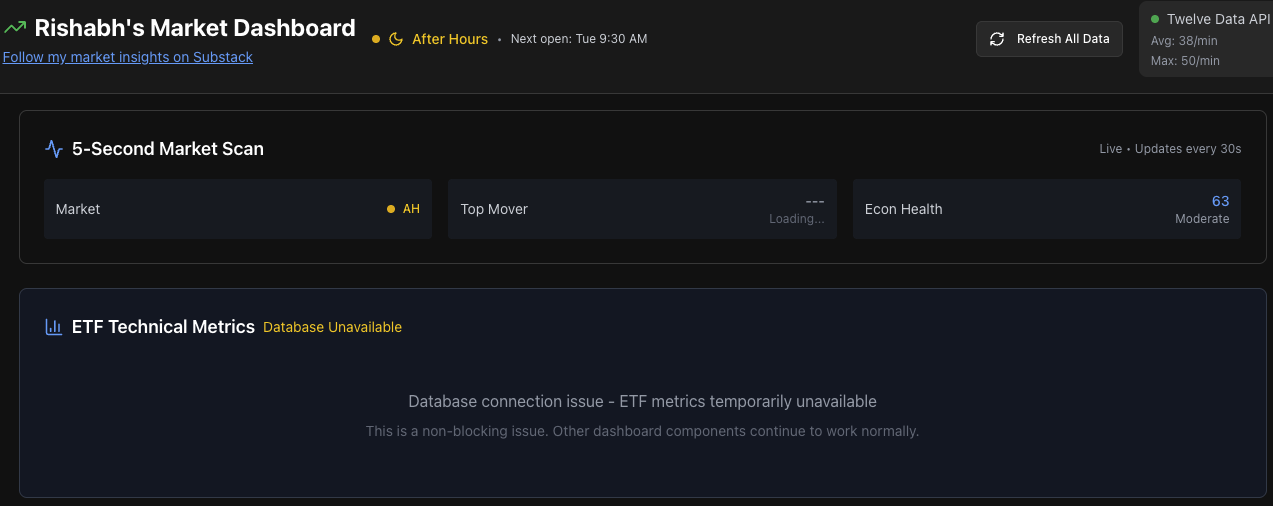 Rishabh's Market Dashboard
Follow my market insights on Substack
After Hours • Next open: Tue 9:30 AM
Refresh All Data
Twelve Data API
Avg: 38/min
Max: 50/min
5-Second Market Scan
Live • Updates every 30s
Market
AH
Top Mover
---
Loading...
Econ Health
63
Moderate
ETF Technical Metrics Database Unavailable
Database connection issue - ETF metrics temporarily unavailable
This is a non-blocking issue. Other dashboard components continue to work normally.